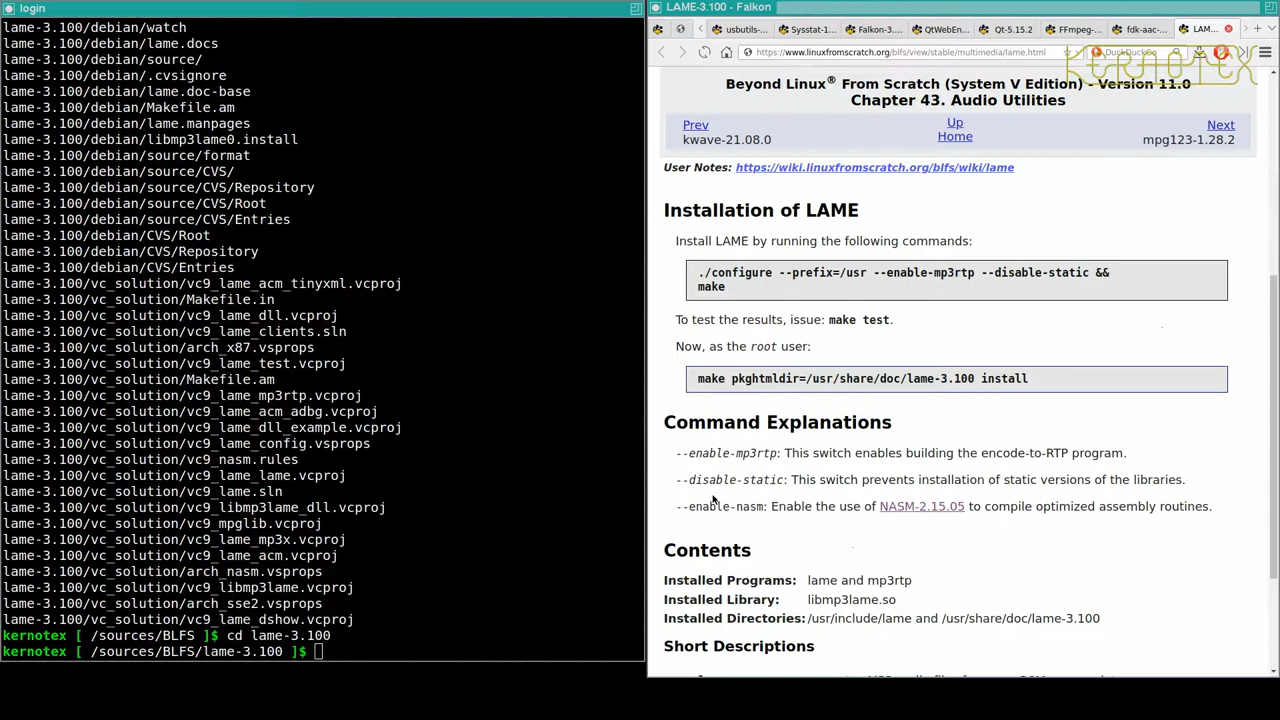 login
lame-3.100/debian/watch
lame-3.100/debian/lame.docs
lame-3.100/debian/source/
lame-3.100/debian/.cvsignore
lame-3.100/debian/lame.doc-base
lame-3.100/debian/Makefile.am
lame-3.100/debian/lame.manpages
lame-3.100/debian/libmp3lame0.install
lame-3.100/debian/source/format
lame-3.100/debian/source/CVS/
lame-3.100/debian/source/CVS/Repository
lame-3.100/debian/source/CVS/Root
lame-3.100/debian/source/CVS/Entries
lame-3.100/debian/CVS/Root
lame-3.100/debian/CVS/Repository
lame-3.100/debian/CVS/Entries
lame-3.100/vc_solution/vc9_lame_acm_tinyxml.vcproj
lame-3.100/vc_solution/Makefile.in
lame-3.100/vc_solution/vc9_lame_dll.vcproj
lame-3.100/vc_solution/vc9_lame_clients.sln
lame-3.100/vc_solution/arch_x87.vsprops
lame-3.100/vc_solution/vc9_lame_test.vcproj
lame-3.100/vc_solution/Makefile.am
lame-3.100/vc_solution/vc9_lame_mp3rtp.vcproj
lame-3.100/vc_solution/vc9_lame_acm_adbg.vcproj
lame-3.100/vc_solution/vc9_lame_dll_example.vcproj
lame-3.100/vc_solution/vc9_lame_config.vsprops
lame-3.100/vc_solution/vc9_nasm.rules
lame-3.100/vc_solution/vc9_lame_lame.vcproj
lame-3.100/vc_solution/vc9_lame.sln
lame-3.100/vc_solution/vc9_libmp3lame_dll.vcproj
lame-3.100/vc_solution/vc9_mpglib.vcproj
lame-3.100/vc_solution/vc9_lame_mp3x.vcproj
lame-3.100/vc_solution/vc9_lame_acm.vcproj
lame-3.100/vc_solution/arch_nasm.vsprops
lame-3.100/vc_solution/vc9_libmp3lame.vcproj
lame-3.100/vc_solution/arch_sse2.vsprops
lame-3.100/vc_solution/vc9_lame_dshow.vcproj
kernotex [ /sources/BLFS ]$ cd lame-3.100
kernotex [ /sources/BLFS/lame-3.100 ]$
LAME-3.100 - Falkon
usbutils- Sysstat-1 Falkon-3. QtWebEn Qt-5.15.2 FFmpeg- fdk-aac- LAM
https://www.linuxfromscratch.org/blfs/view/stable/multimedia/lame.html DuckDuckGo
KERNOTEX
Beyond Linux® From Scratch (System V Edition) - Version 11.0
Chapter 43. Audio Utilities
Prev Up Next
kwave-21.08.0 Home mpg123-1.28.2
User Notes: https://wiki.linuxfromscratch.org/blfs/wiki/lame
Installation of LAME
Install LAME by running the following commands:
./configure --prefix=/usr --enable-mp3rtp --disable-static &&
make
To test the results, issue: make test.
Now, as the root user:
make pkghtmldir=/usr/share/doc/lame-3.100 install
Command Explanations
--enable-mp3rtp: This switch enables building the encode-to-RTP program.
--disable-static: This switch prevents installation of static versions of the libraries.
--enable-nasm: Enable the use of NASM-2.15.05 to compile optimized assembly routines.
Contents
Installed Programs: lame and mp3rtp
Installed Library: libmp3lame.so
Installed Directories: /usr/include/lame and /usr/share/doc/lame-3.100
Short Descriptions